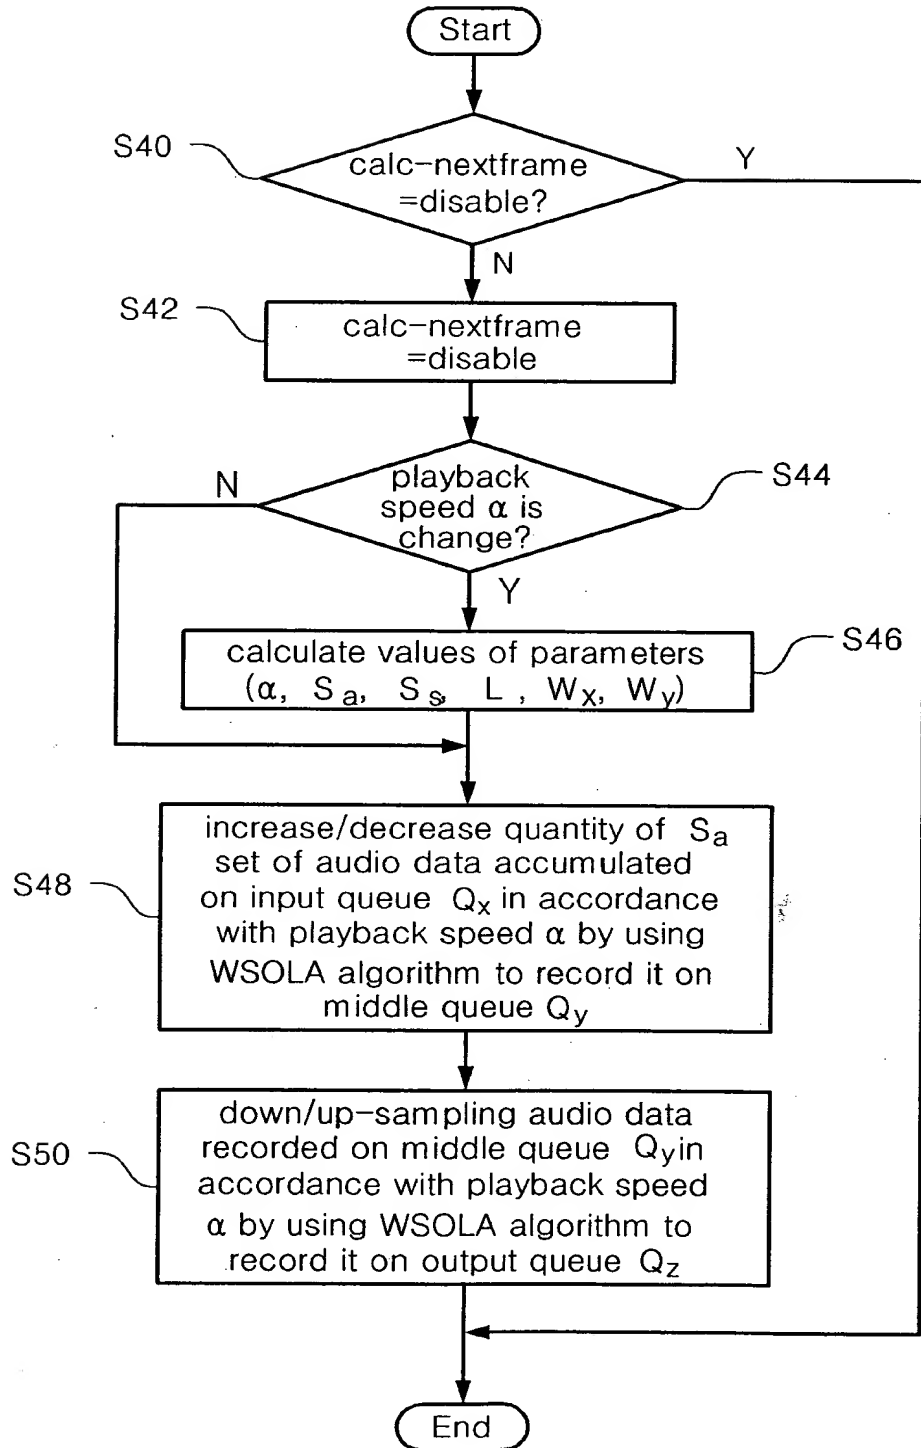 Start
S40
calc-nextframe
=disable?
Y
N
S42
calc-nextframe
=disable
N
playback
speed α is
change?
S44
Y
S46
calculate values of parameters
(α, Sa, Ss, L, Wx, Wy)
S48
increase/decrease quantity of Sa
set of audio data accumulated
on input queue Qx in accordance
with playback speed α by using
WSOLA algorithm to record it on
middle queue Qy
S50
down/up-sampling audio data
recorded on middle queue Qy in
accordance with playback speed
α by using WSOLA algorithm to
record it on output queue Qz
End